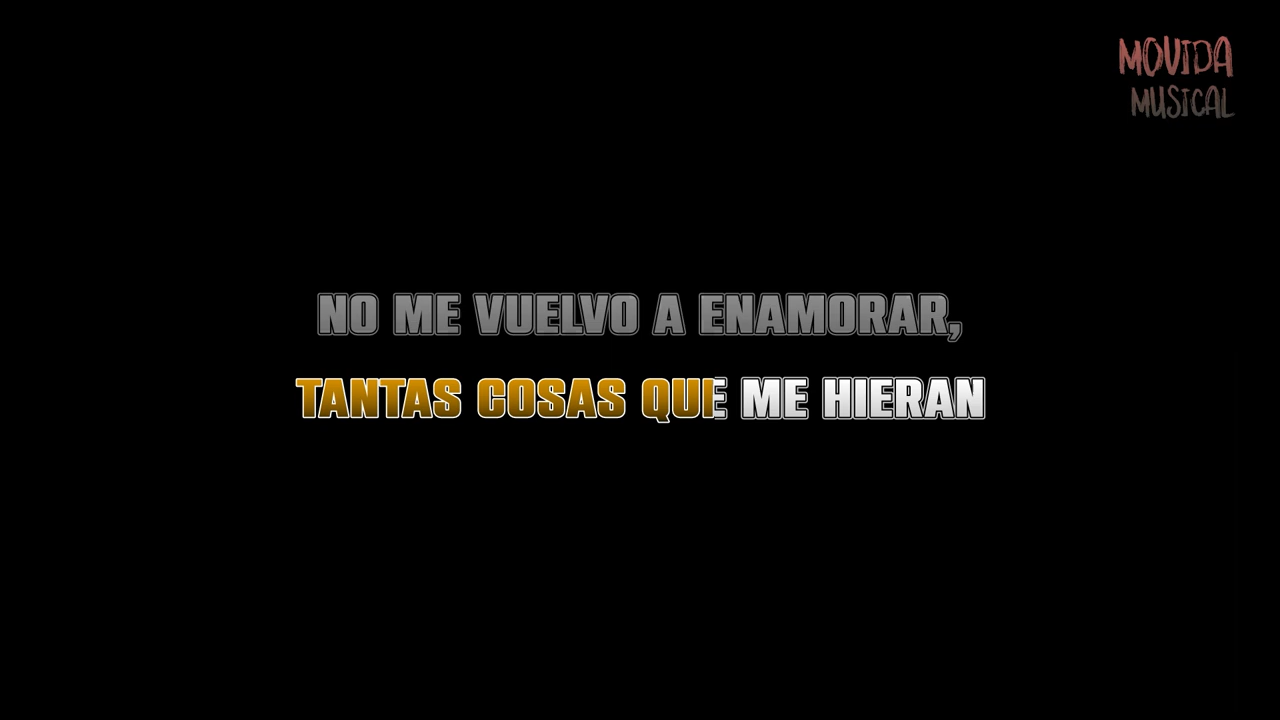 MOVIDA
MUSICAL
NO ME VUELVO A ENAMORAR,
TANTAS COSAS QUE ME HIERAN